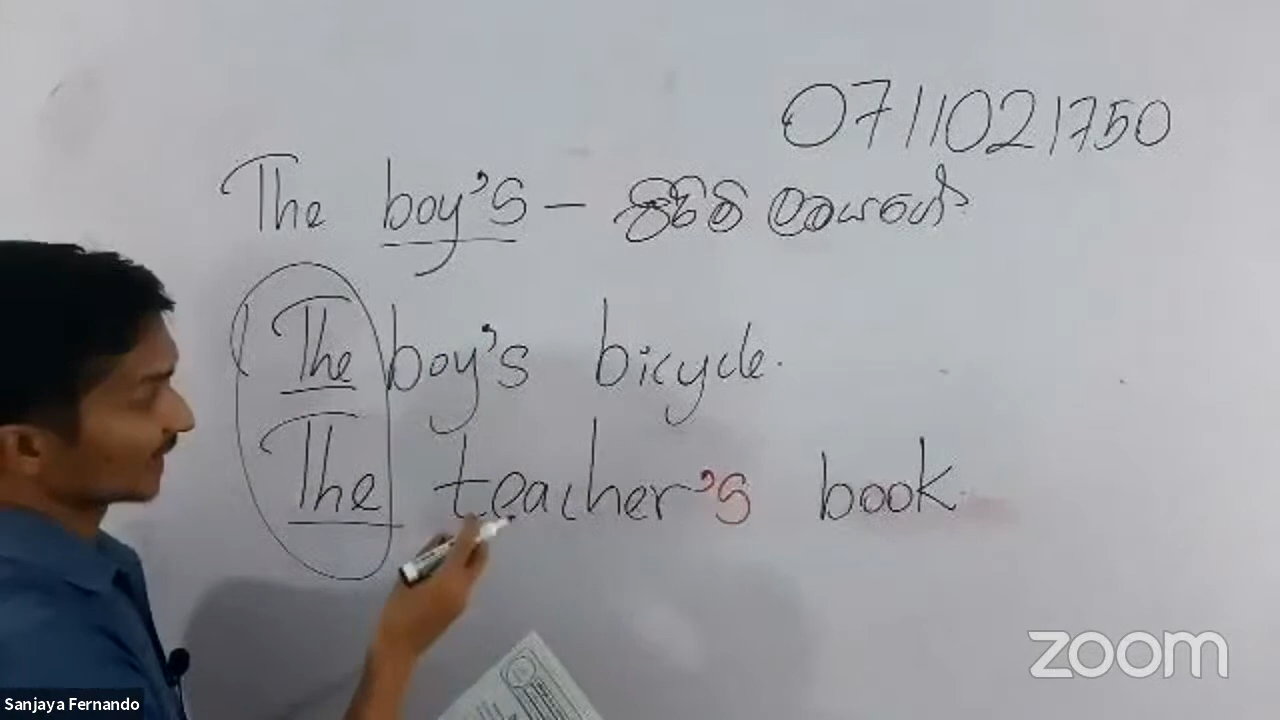 0711021750
The boy's – පිරිමි ළමයාගේ
The boy's bicycle.
The teacher's book
zoom
Sanjaya Fernando